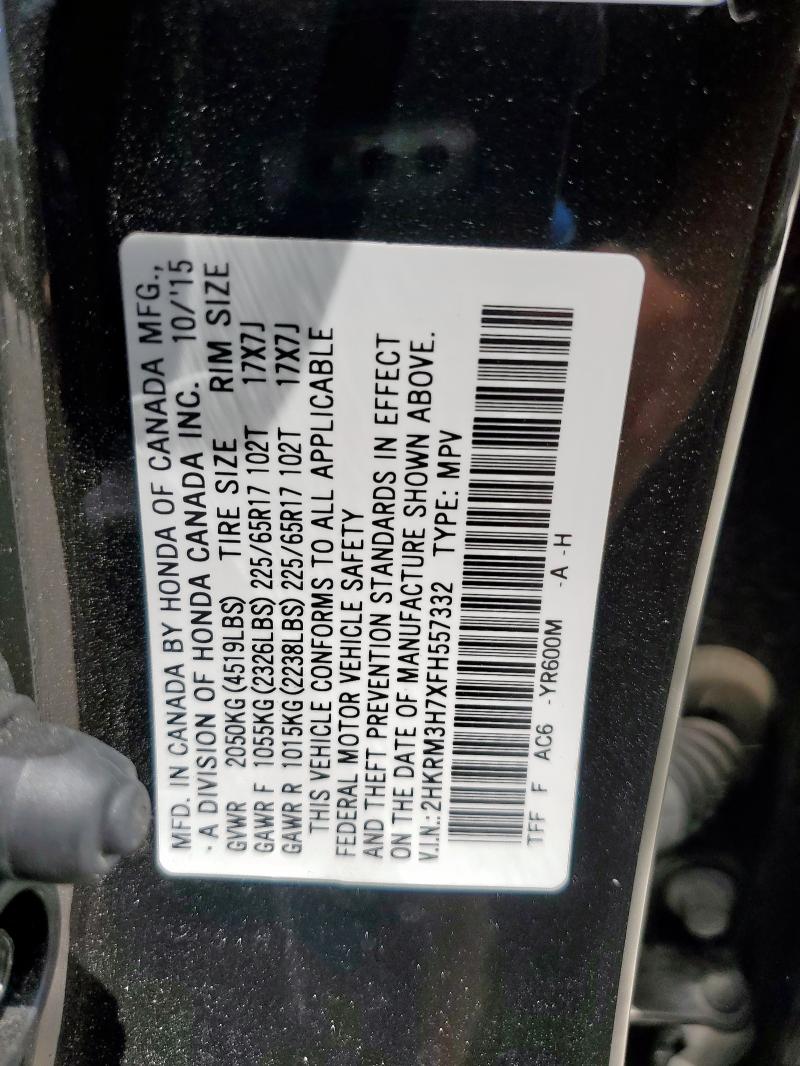 MFD. IN CANADA BY HONDA OF CANADA MFG.,
- A DIVISION OF HONDA CANADA INC. 10/'15
GVWR 2050KG(4519LBS) TIRE SIZE RIM SIZE
GAWR F 1055KG(2326LBS) 225/65R17 102T 17X7J
GAWR R 1015KG(2238LBS) 225/65R17 102T 17X7J
THIS VEHICLE CONFORMS TO ALL APPLICABLE
FEDERAL MOTOR VEHICLE SAFETY
AND THEFT PREVENTION STANDARDS IN EFFECT
ON THE DATE OF MANUFACTURE SHOWN ABOVE.
V.I.N.: 2HKRM3H7XFH557332 TYPE: MPV
TFF F AC6 -YR600M -A -H